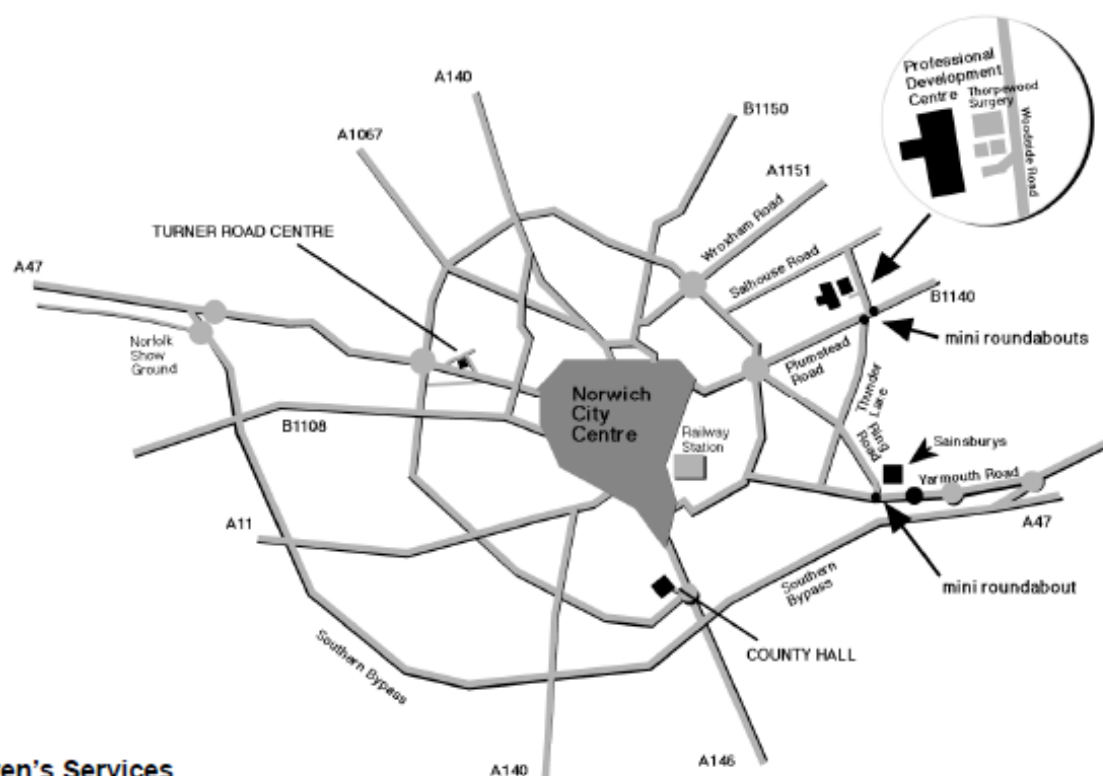 A140
B1150
Professional
Development
Centre
Thorpewood
Surgery
Woodside Road
A1067
A1151
Wroxham Road
TURNER ROAD CENTRE
Salhouse Road
A47
B1140
mini roundabouts
Norfolk
Show
Ground
Plumstead
Road
Thunder
Lane
Norwich
City
Centre
Ring
Road
B1108
Railway
Station
Sainsburys
Yarmouth Road
A11
A47
Southern
Bypass
mini roundabout
Southern Bypass
COUNTY HALL
A140
A146
en's Services